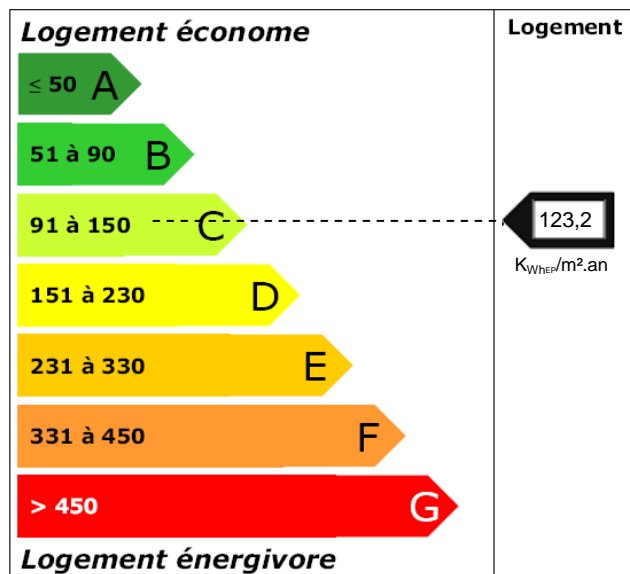 Logement économe
Logement
≤ 50 A
51 à 90 B
91 à 150 C
123,2
KWhEP/m².an
151 à 230 D
231 à 330 E
331 à 450 F
> 450 G
Logement énergivore